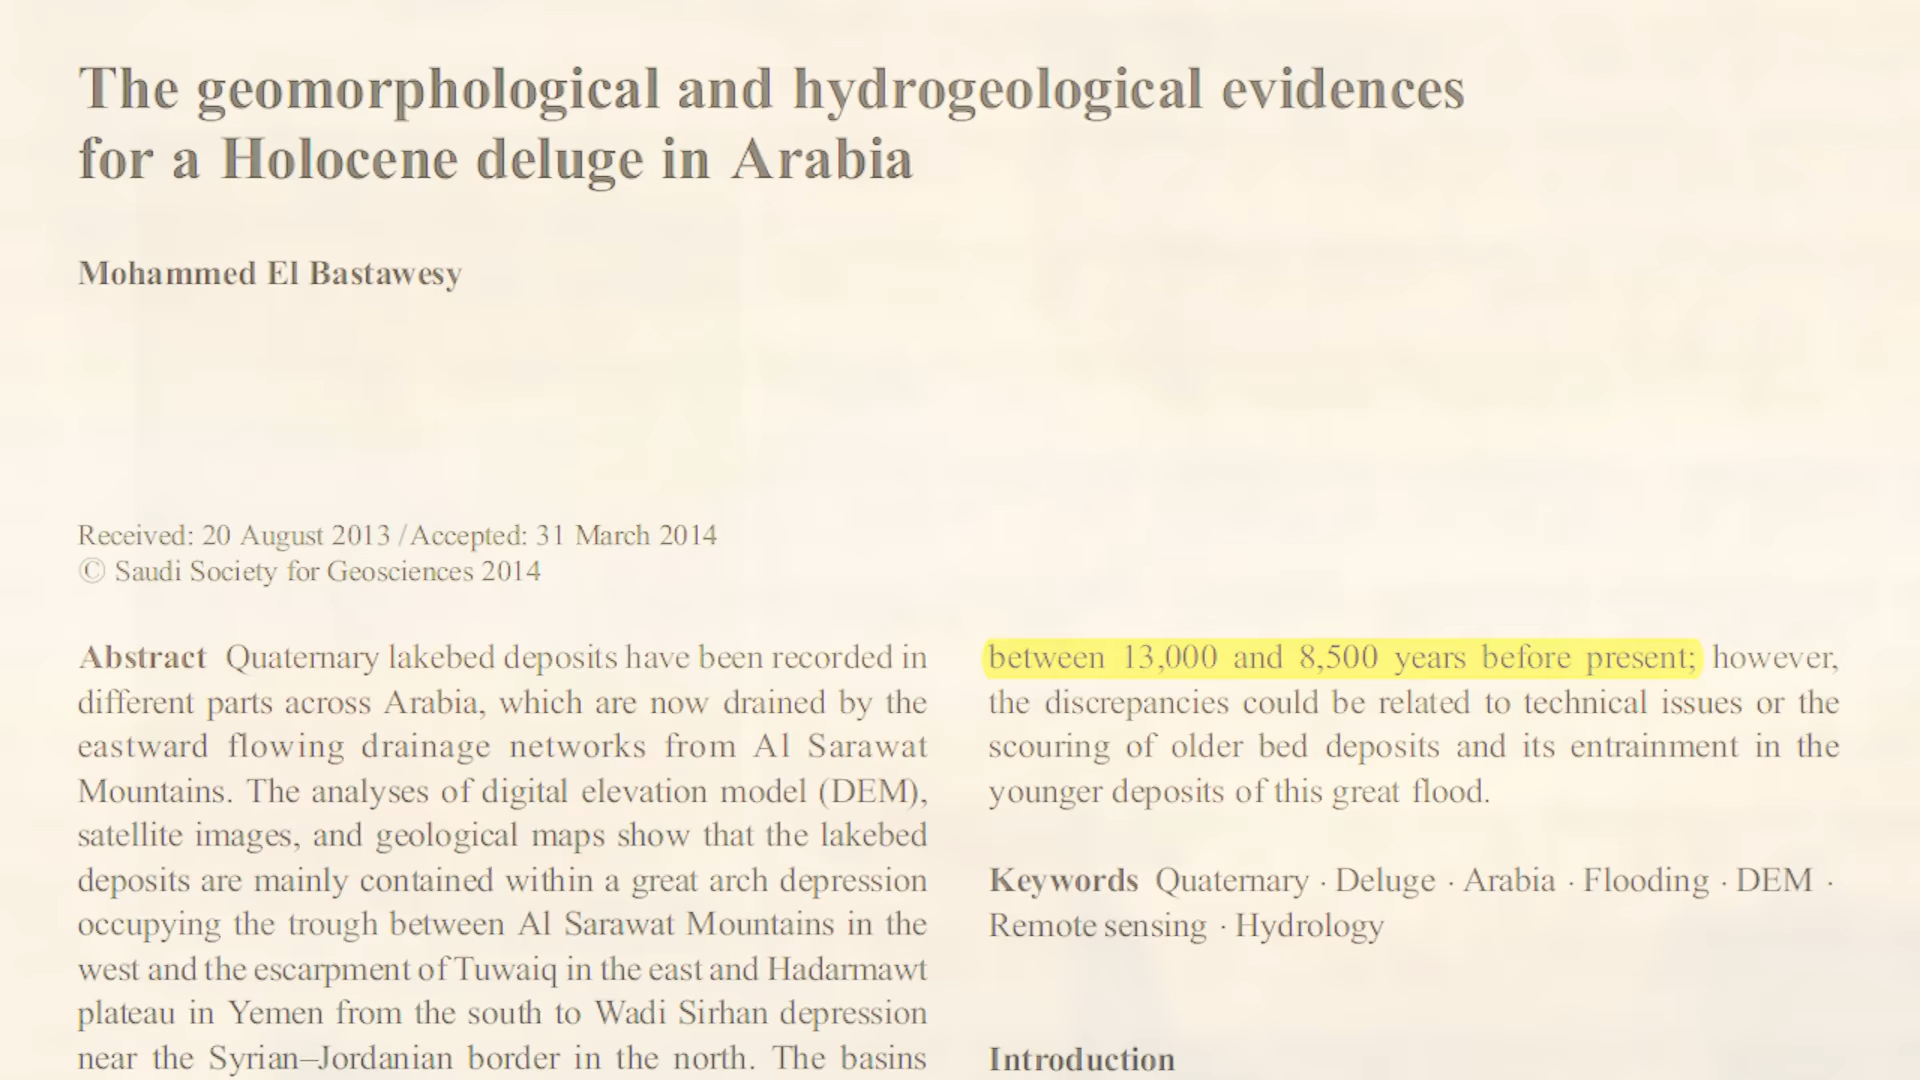 The geomorphological and hydrogeological evidences
for a Holocene deluge in Arabia
Mohammed El Bastawesy
Received: 20 August 2013 / Accepted: 31 March 2014
© Saudi Society for Geosciences 2014
Abstract Quaternary lakebed deposits have been recorded in
different parts across Arabia, which are now drained by the
eastward flowing drainage networks from Al Sarawat
Mountains. The analyses of digital elevation model (DEM),
satellite images, and geological maps show that the lakebed
deposits are mainly contained within a great arch depression
occupying the trough between Al Sarawat Mountains in the
west and the escarpment of Tuwaiq in the east and Hadarmawt
plateau in Yemen from the south to Wadi Sirhan depression
near the Syrian–Jordanian border in the north. The basins
between 13,000 and 8,500 years before present; however,
the discrepancies could be related to technical issues or the
scouring of older bed deposits and its entrainment in the
younger deposits of this great flood.
Keywords Quaternary · Deluge · Arabia · Flooding · DEM ·
Remote sensing · Hydrology
Introduction